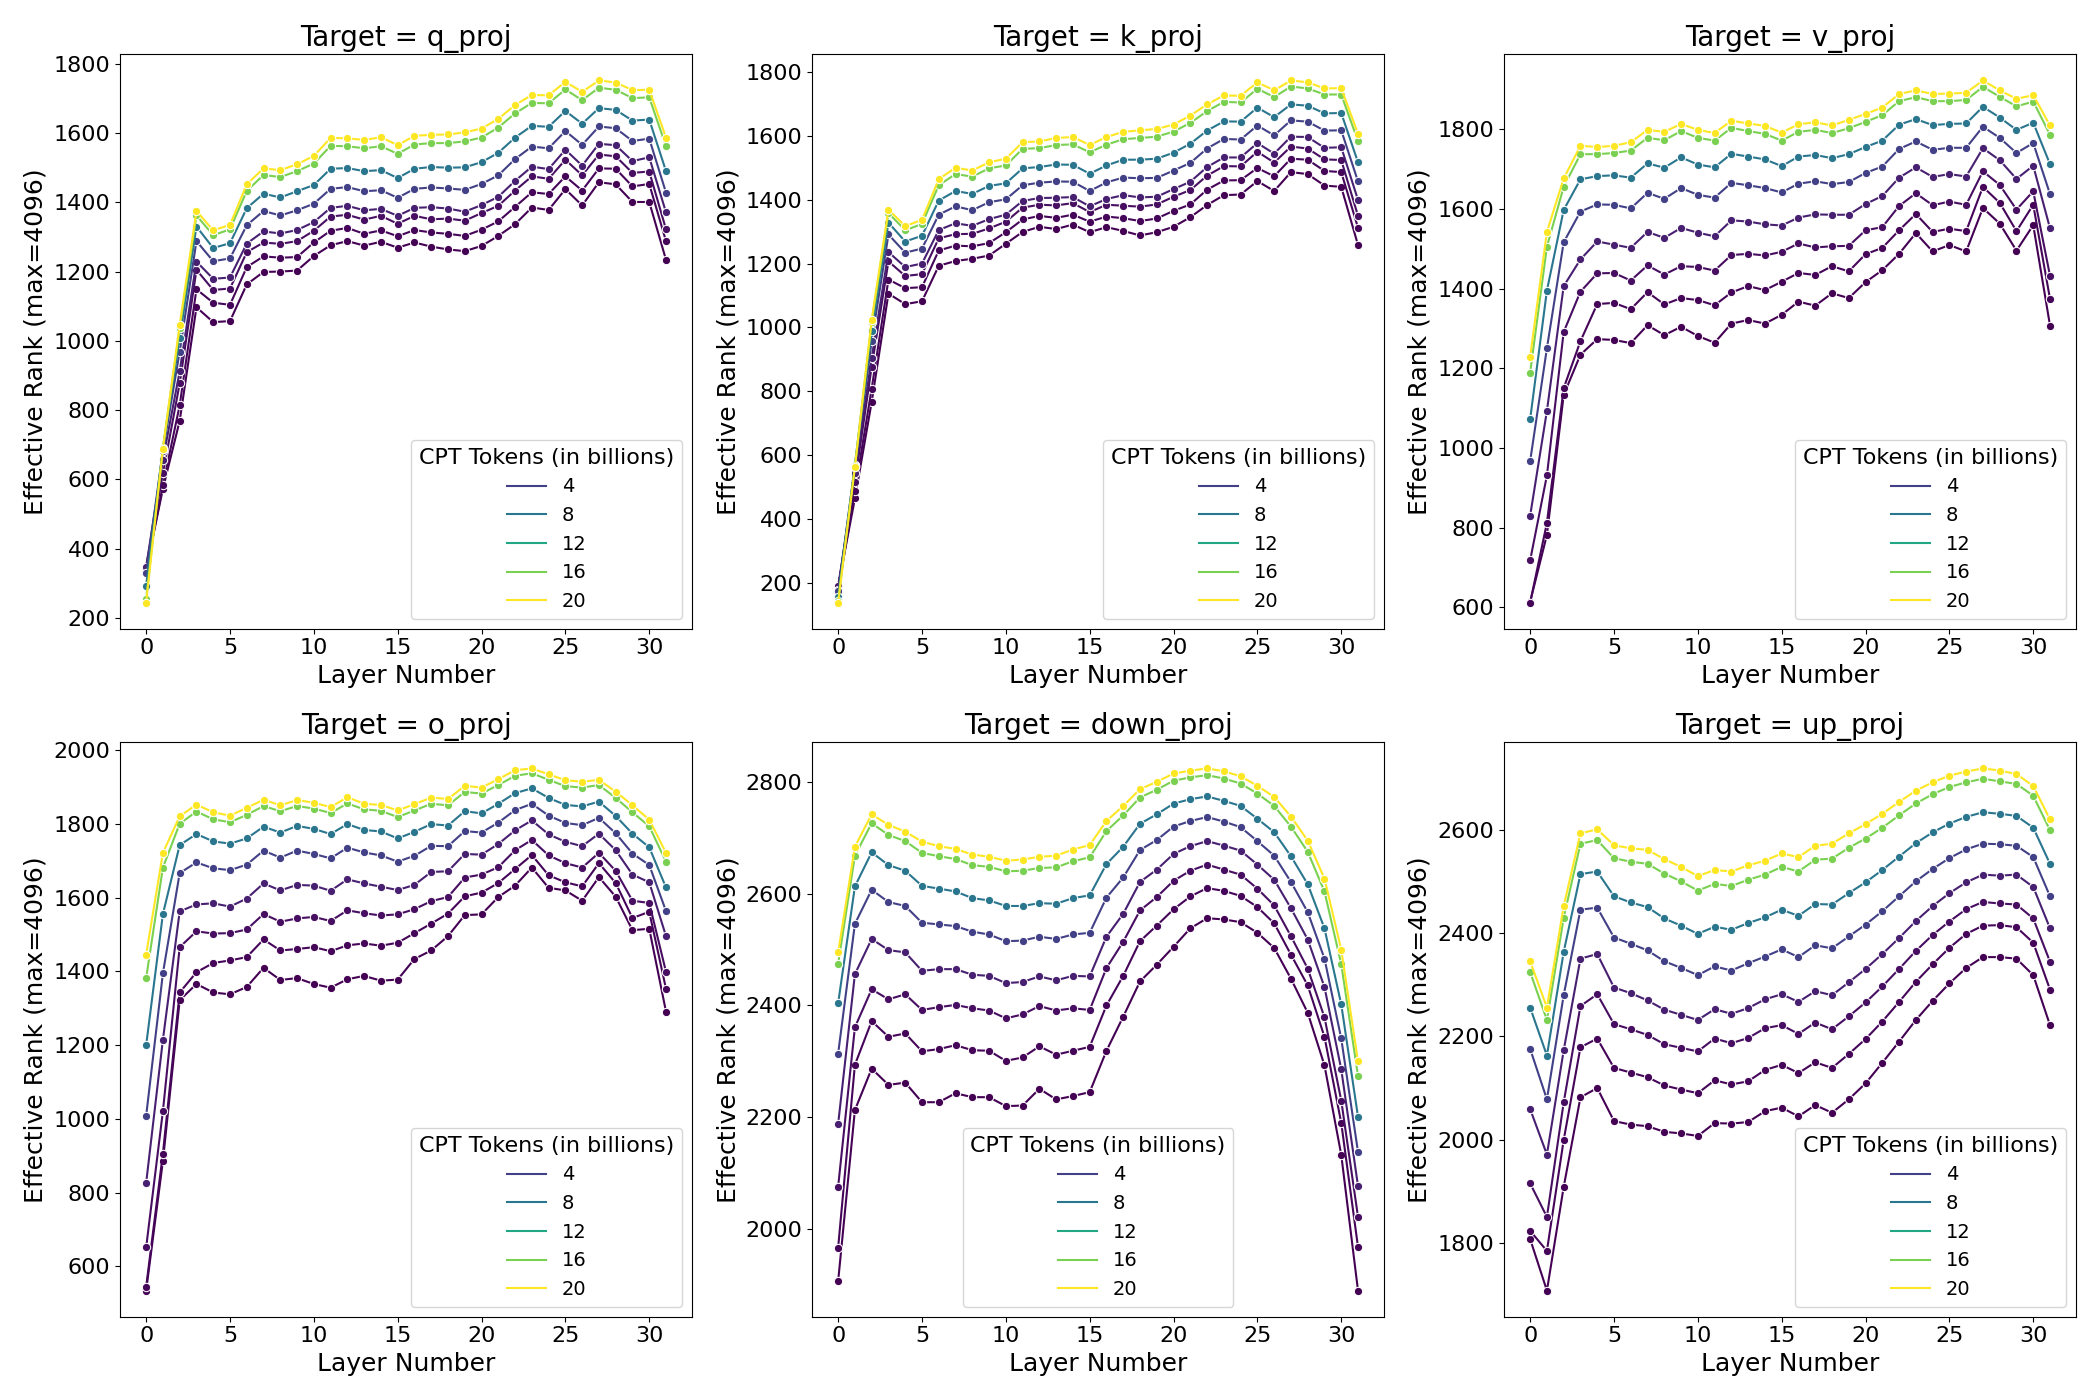 Target = q_proj
Effective Rank (max=4096)
1800
1600
1400
1200
1000
800
600
400
200
CPT Tokens (in billions)
4
8
12
16
20
0 5 10 15 20 25 30
Layer Number
Target = k_proj
Effective Rank (max=4096)
1800
1600
1400
1200
1000
800
600
400
200
CPT Tokens (in billions)
4
8
12
16
20
0 5 10 15 20 25 30
Layer Number
Target = v_proj
Effective Rank (max=4096)
1800
1600
1400
1200
1000
800
600
CPT Tokens (in billions)
4
8
12
16
20
0 5 10 15 20 25 30
Layer Number
Target = o_proj
Effective Rank (max=4096)
2000
1800
1600
1400
1200
1000
800
600
CPT Tokens (in billions)
4
8
12
16
20
0 5 10 15 20 25 30
Layer Number
Target = down_proj
Effective Rank (max=4096)
2800
2600
2400
2200
2000
CPT Tokens (in billions)
4
8
12
16
20
0 5 10 15 20 25 30
Layer Number
Target = up_proj
Effective Rank (max=4096)
2600
2400
2200
2000
1800
CPT Tokens (in billions)
4
8
12
16
20
0 5 10 15 20 25 30
Layer Number